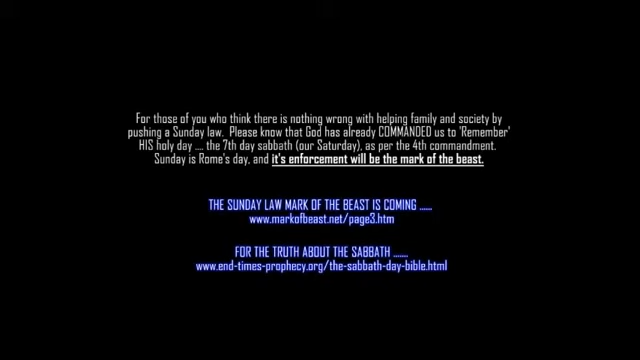 For those of you who think there is nothing wrong with helping family and society by
pushing a Sunday law. Please know that God has already COMMANDED us to 'Remember'
HIS holy day .... the 7th day sabbath (our Saturday), as per the 4th commandment.
Sunday is Rome's day, and it's enforcement will be the mark of the beast.
THE SUNDAY LAW MARK OF THE BEAST IS COMING ......
www.markofbeast.net/page3.htm
FOR THE TRUTH ABOUT THE SABBATH .......
www.end-times-prophecy.org/the-sabbath-day-bible.html